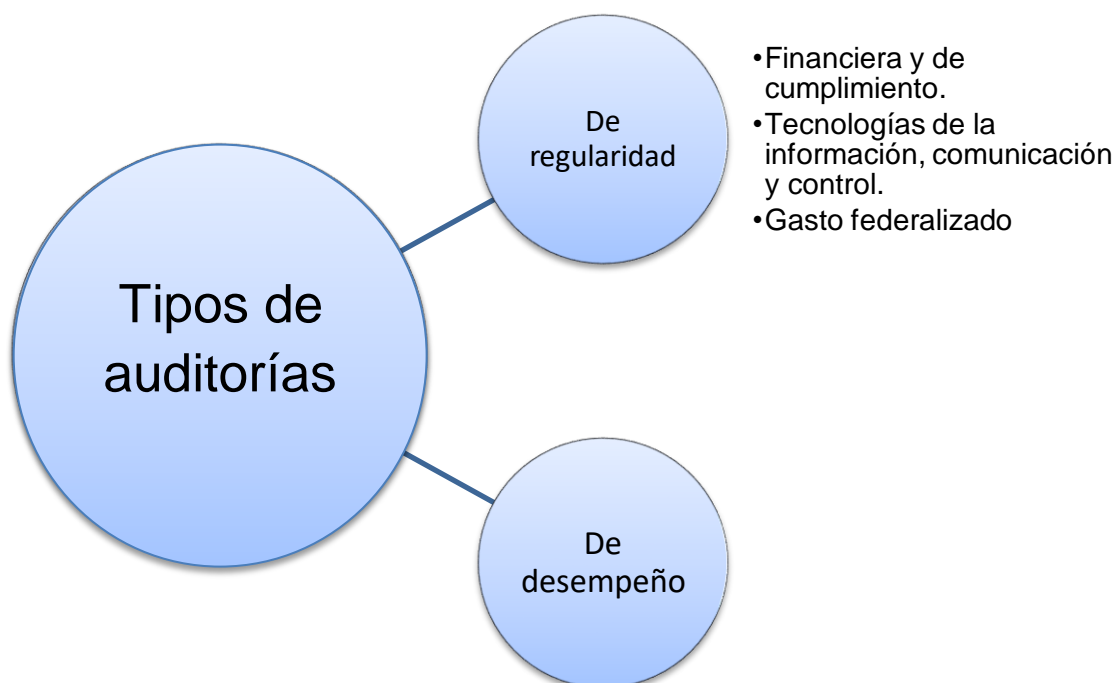 Tipos de
auditorías
De
regularidad
•Financiera y de
cumplimiento.
•Tecnologías de la
información, comunicación
y control.
•Gasto federalizado
De
desempeño